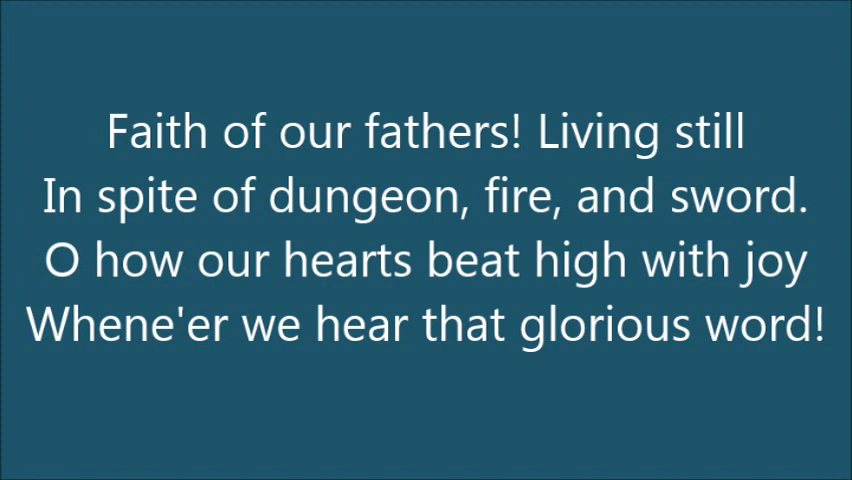 Faith of our fathers! Living still
In spite of dungeon, fire, and sword.
O how our hearts beat high with joy
Whene'er we hear that glorious word!